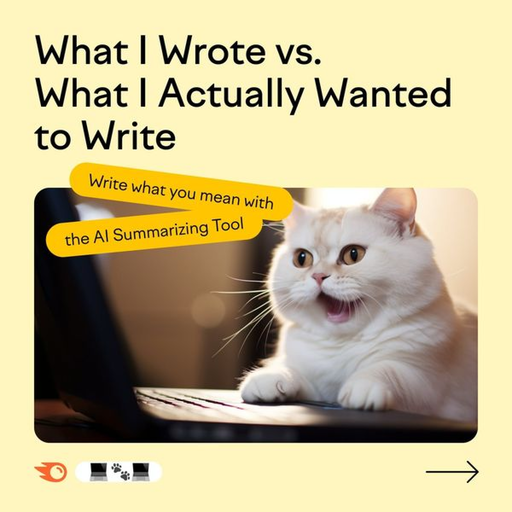 What I Wrote vs.
What I Actually Wanted
to Write
Write what you mean with
the AI Summarizing Tool